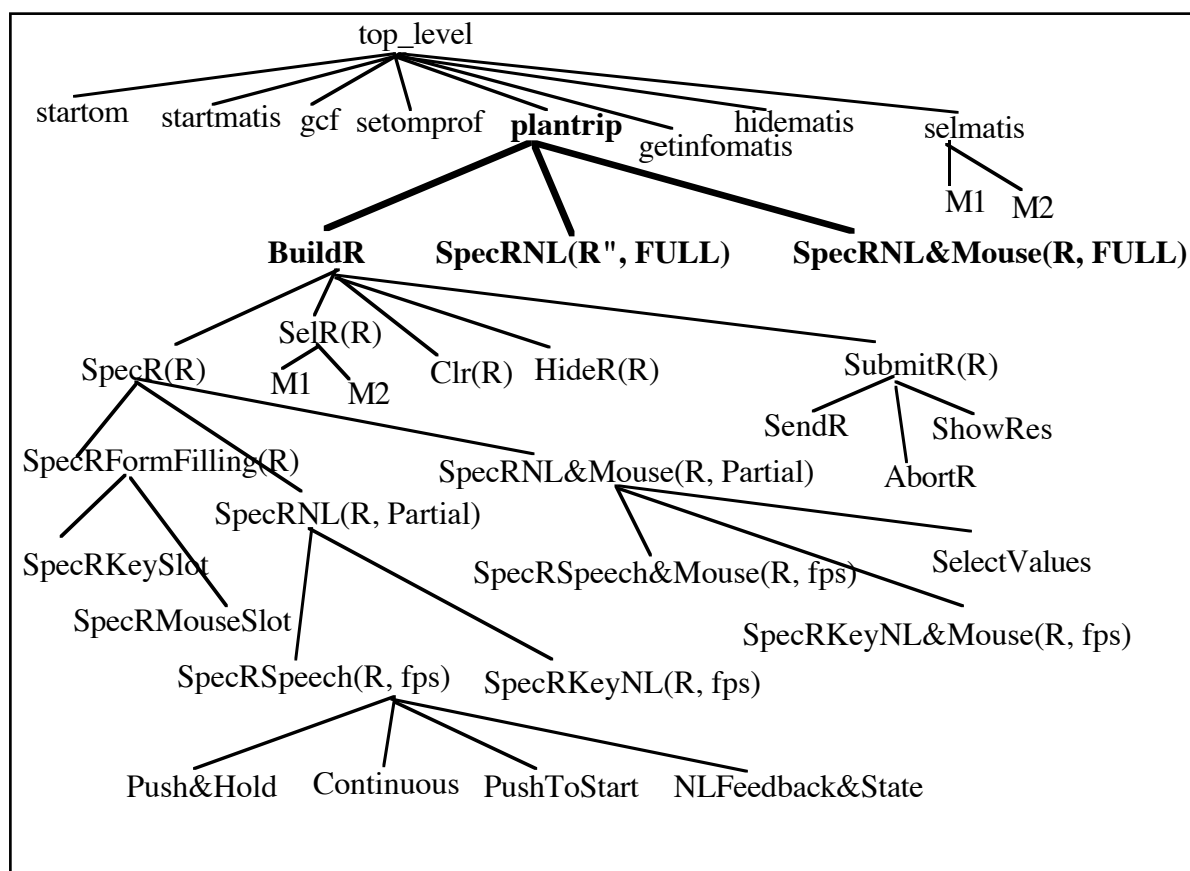 top_level
startom
startmatis
gcf
setomprof
plantrip
getinfomatis
hidematis
selmatis
M1
M2
BuildR
SpecRNL(R", FULL)
SpecRNL&Mouse(R, FULL)
SpecR(R)
SelR(R)
M1
M2
Clr(R)
HideR(R)
SubmitR(R)
SendR
AbortR
ShowRes
SpecRFormFilling(R)
SpecRNL(R, Partial)
SpecRNL&Mouse(R, Partial)
SpecRKeySlot
SpecRMouseSlot
SpecRSpeech&Mouse(R, fps)
SelectValues
SpecRKeyNL&Mouse(R, fps)
SpecRSpeech(R, fps)
SpecRKeyNL(R, fps)
Push&Hold
Continuous
PushToStart
NLFeedback&State